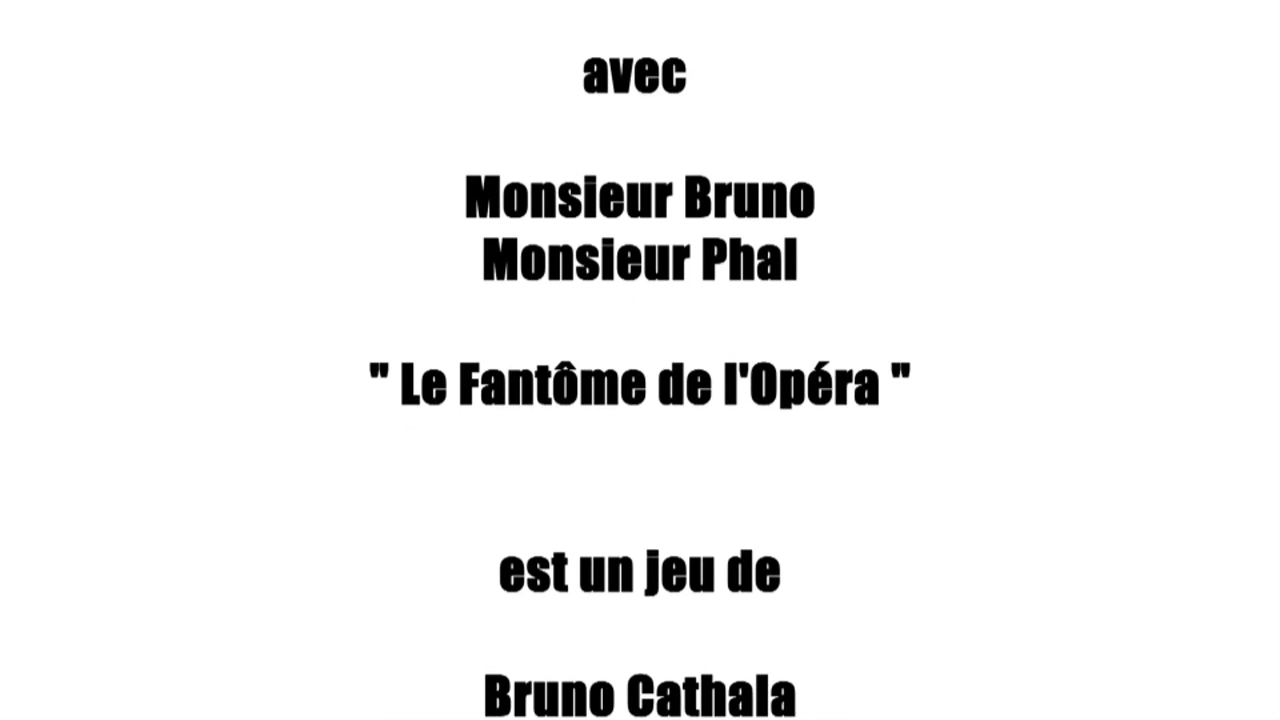 avec
Monsieur Bruno
Monsieur Phal
" Le Fantôme de l'Opéra "
est un jeu de
Bruno Cathala